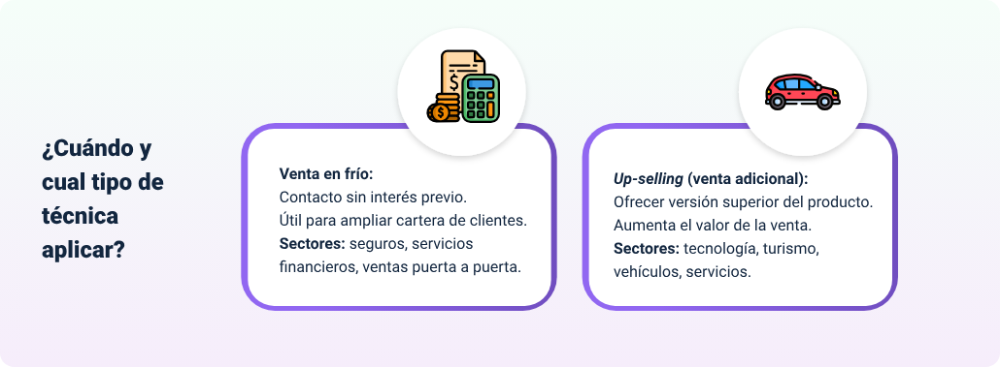 ¿Cuándo y
cual tipo de
técnica
aplicar?
Venta en frío:
Contacto sin interés previo.
Útil para ampliar cartera de clientes.
Sectores: seguros, servicios
financieros, ventas puerta a puerta.
Up-selling (venta adicional):
Ofrecer versión superior del producto.
Aumenta el valor de la venta.
Sectores: tecnología, turismo,
vehículos, servicios.